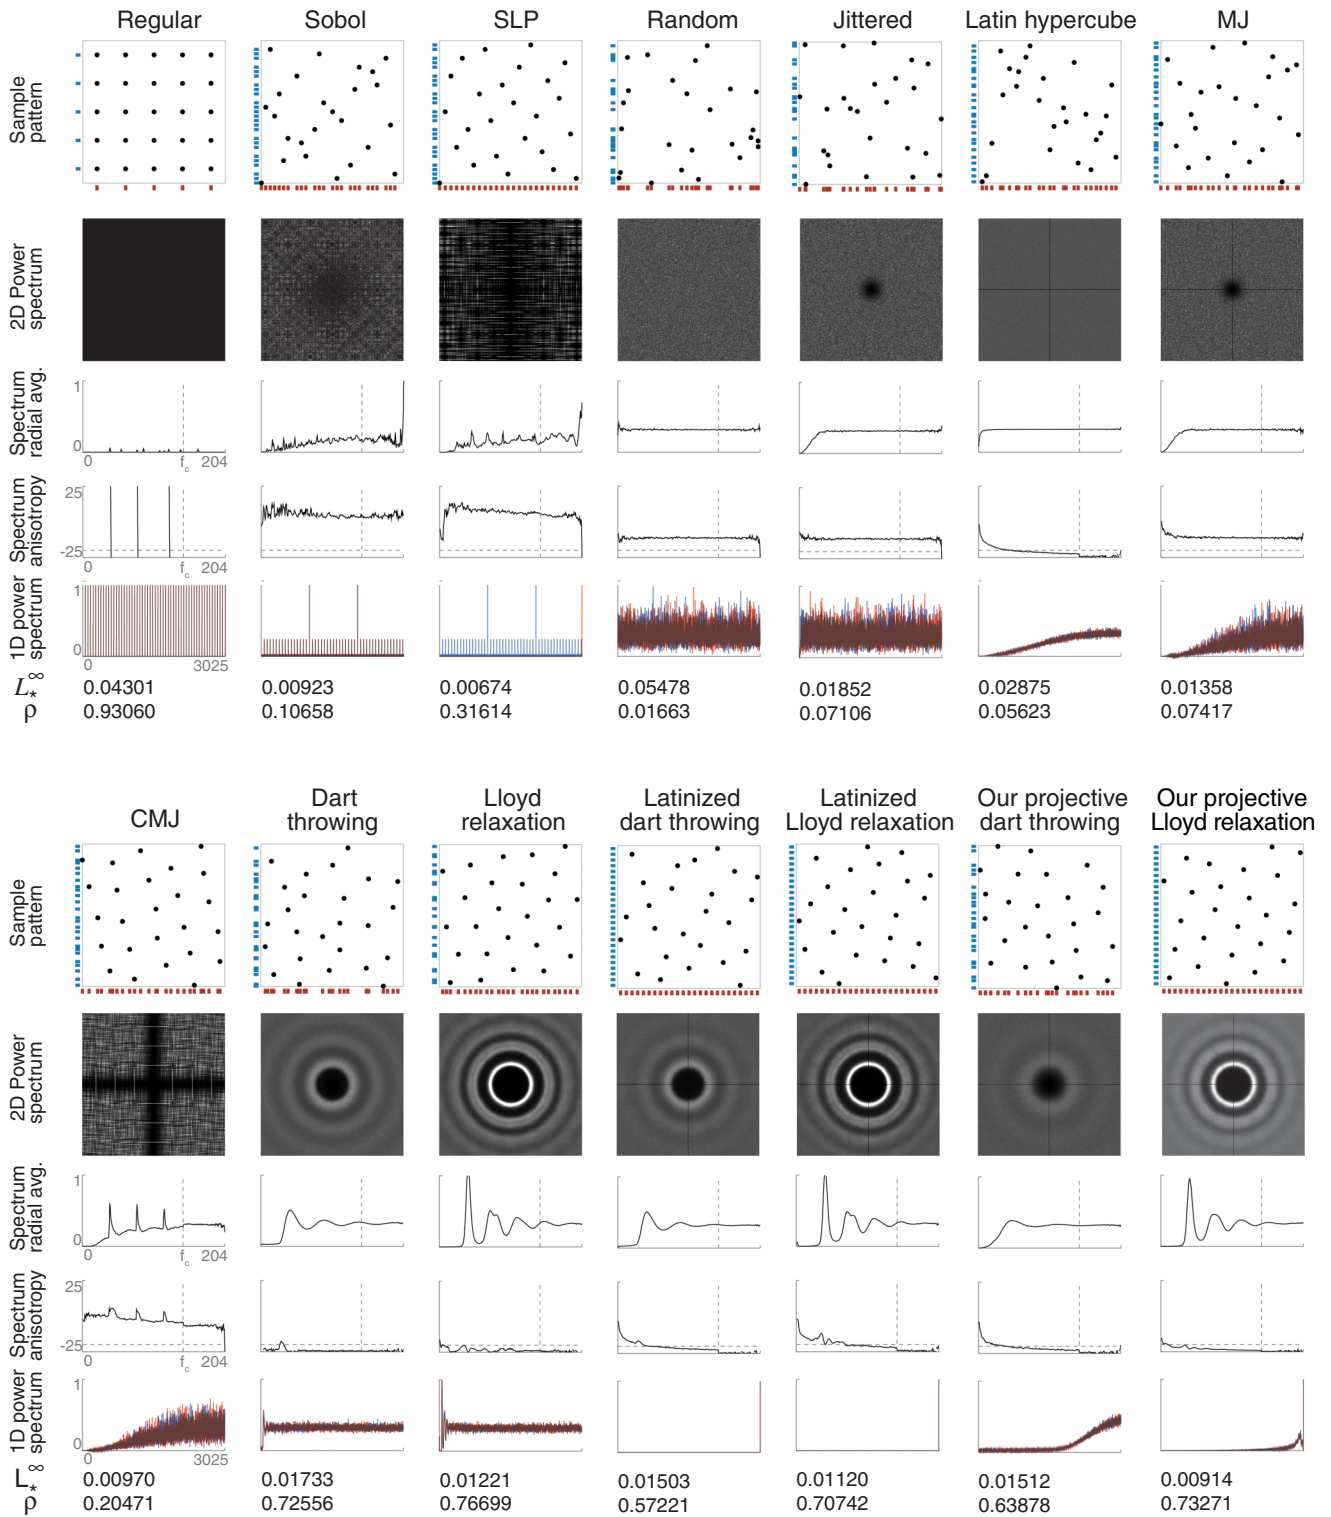 Regular Sobol SLP Random Jittered Latin hypercube MJ
Sample
pattern
2D Power
spectrum
Spectrum
radial avg.
1
0
0 f_c 204
Spectrum
anisotropy
25
-25
0 f_c 204
1D power
spectrum
1
0
0 3025
L_*^∞ 0.04301 0.00923 0.00674 0.05478 0.01852 0.02875 0.01358
ρ 0.93060 0.10658 0.31614 0.01663 0.07106 0.05623 0.07417
CMJ
Dart
throwing
Lloyd
relaxation
Latinized
dart throwing
Latinized
Lloyd relaxation
Our projective
dart throwing
Our projective
Lloyd relaxation
Sample
pattern
2D Power
spectrum
Spectrum
radial avg.
1
0
0 f_c 204
Spectrum
anisotropy
25
-25
0 f_c 204
1D power
spectrum
1
0
0 3025
L_*^∞ 0.00970 0.01733 0.01221 0.01503 0.01120 0.01512 0.00914
ρ 0.20471 0.72556 0.76699 0.57221 0.70742 0.63878 0.73271